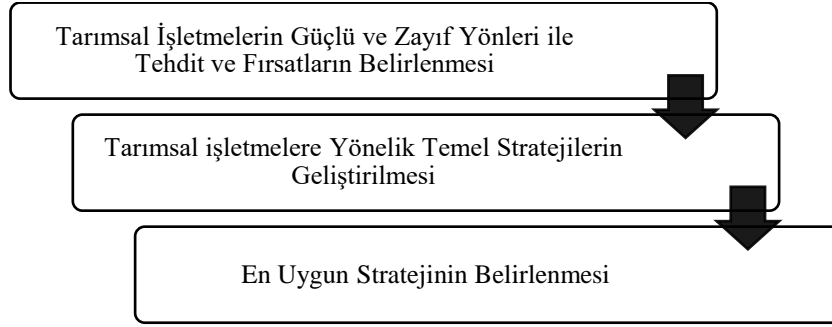 Tarımsal İşletmelerin Güçlü ve Zayıf Yönleri ile
Tehdit ve Fırsatların Belirlenmesi
Tarımsal işletmelere Yönelik Temel Stratejilerin
Geliştirilmesi
En Uygun Stratejinin Belirlenmesi